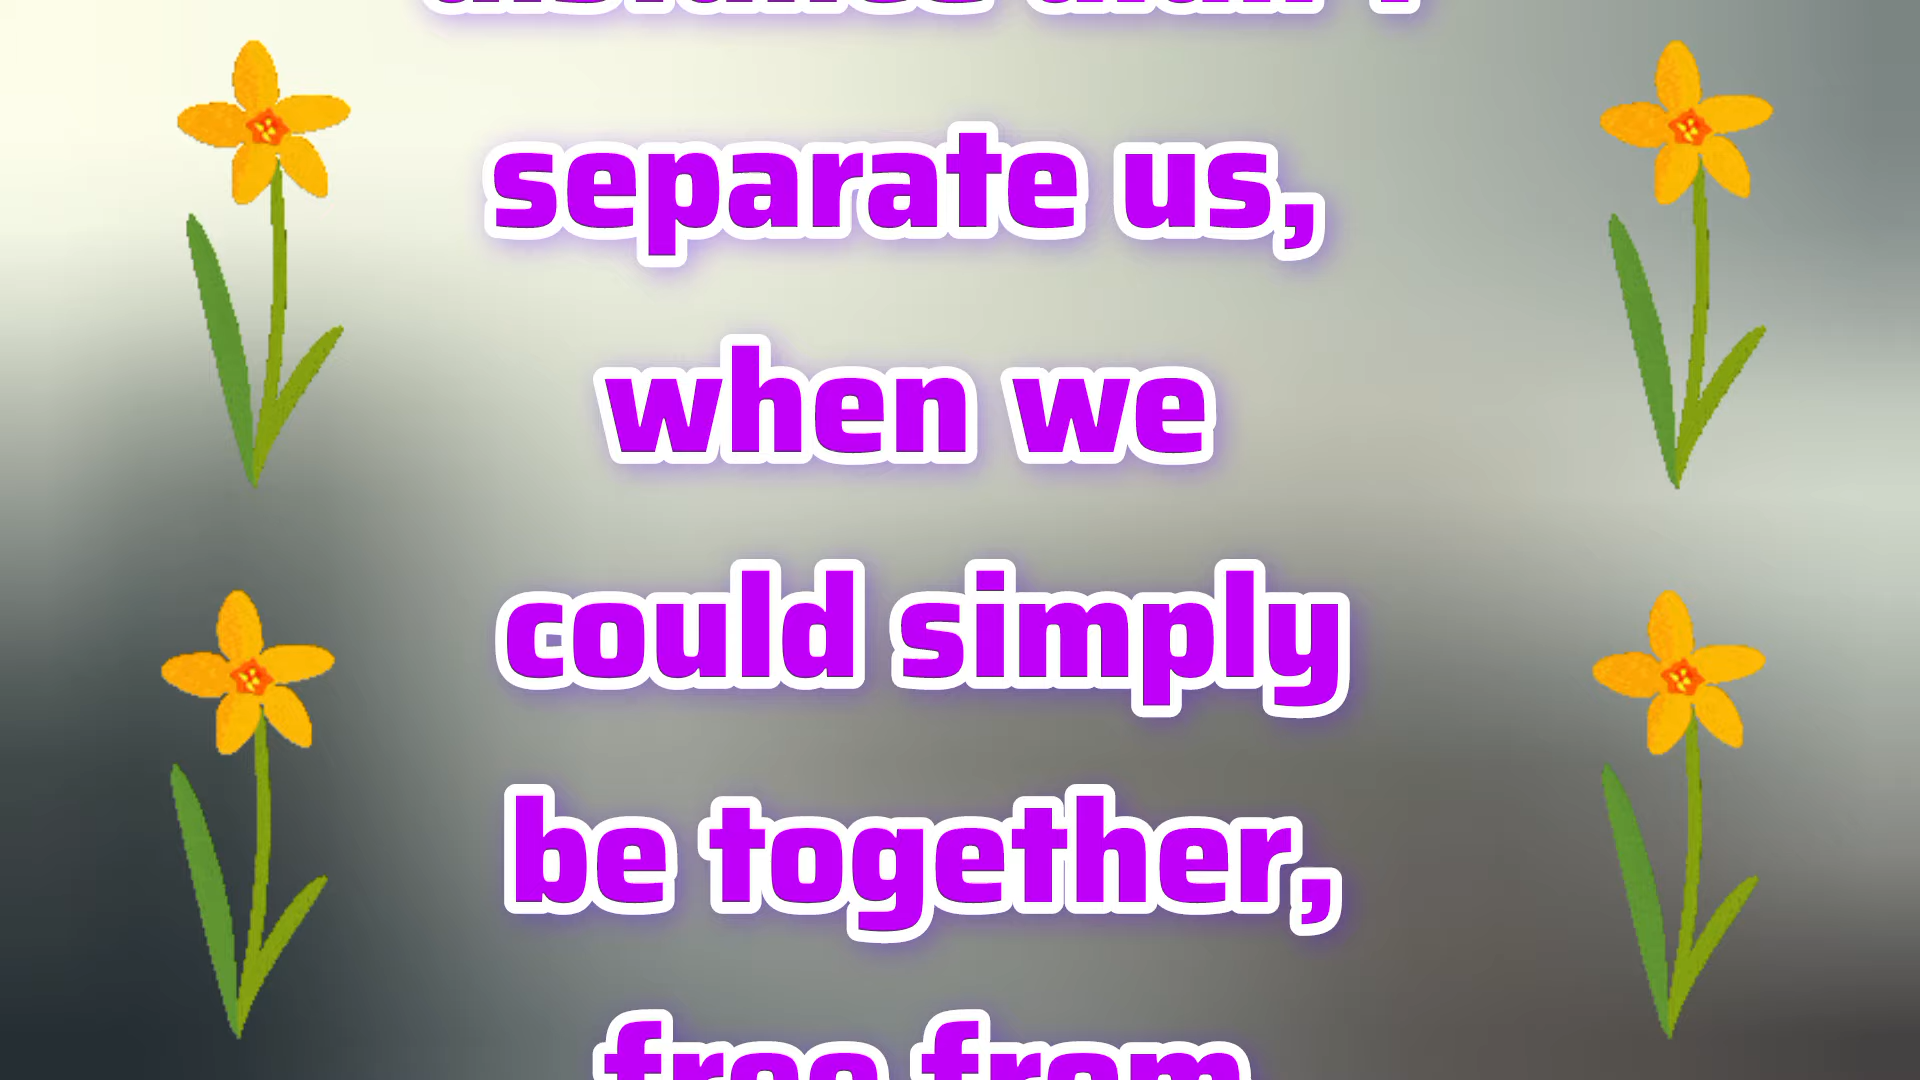 separate us,
when we
could simply
be together,
free from